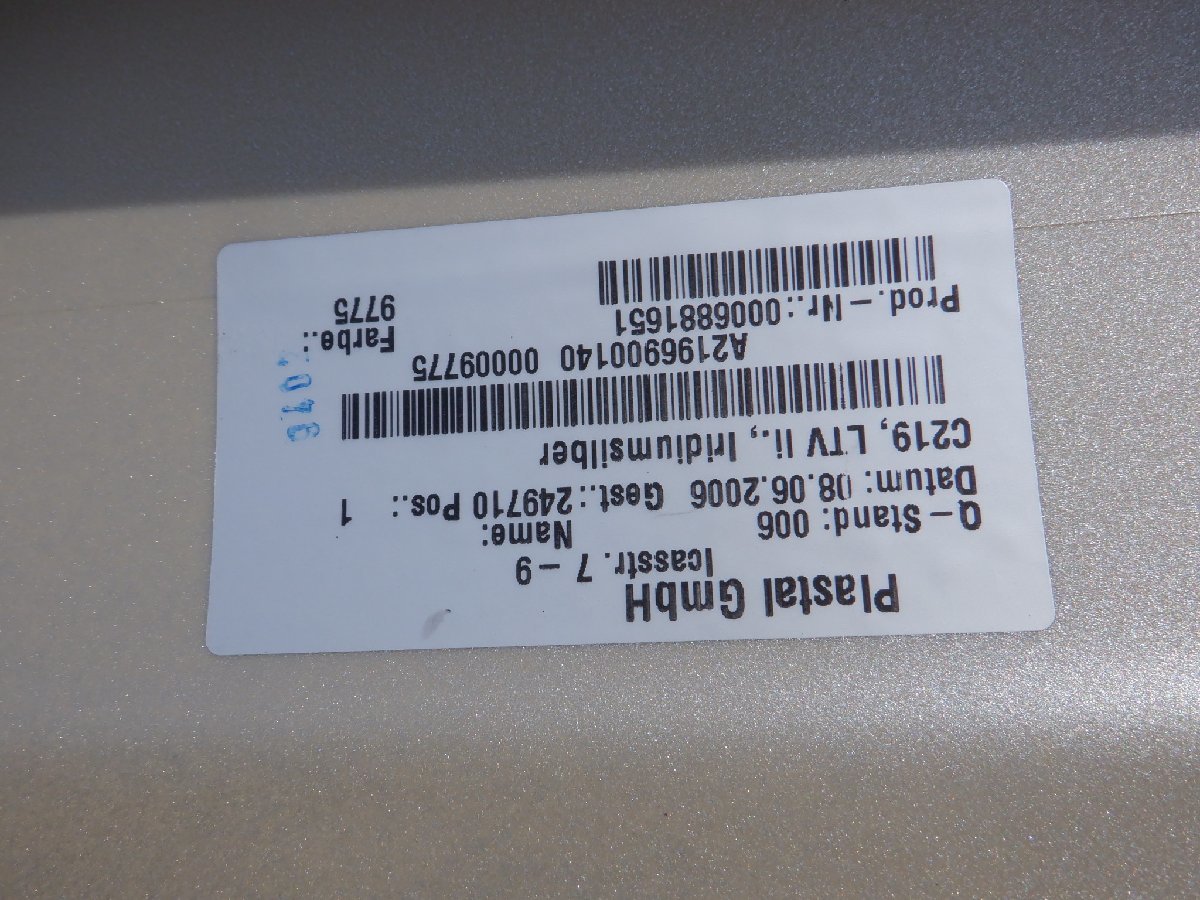 Plastal GmbH
Icasstr. 7-9
Q-Stand: 006 Name:
Datum: 08.06.2006 Gest.:249710 Pos.: 1
C219, LTV li., Iridiumsilber
A2196900140 00009775
Prod.-Nr.:0006881651
Farbe.:
9775